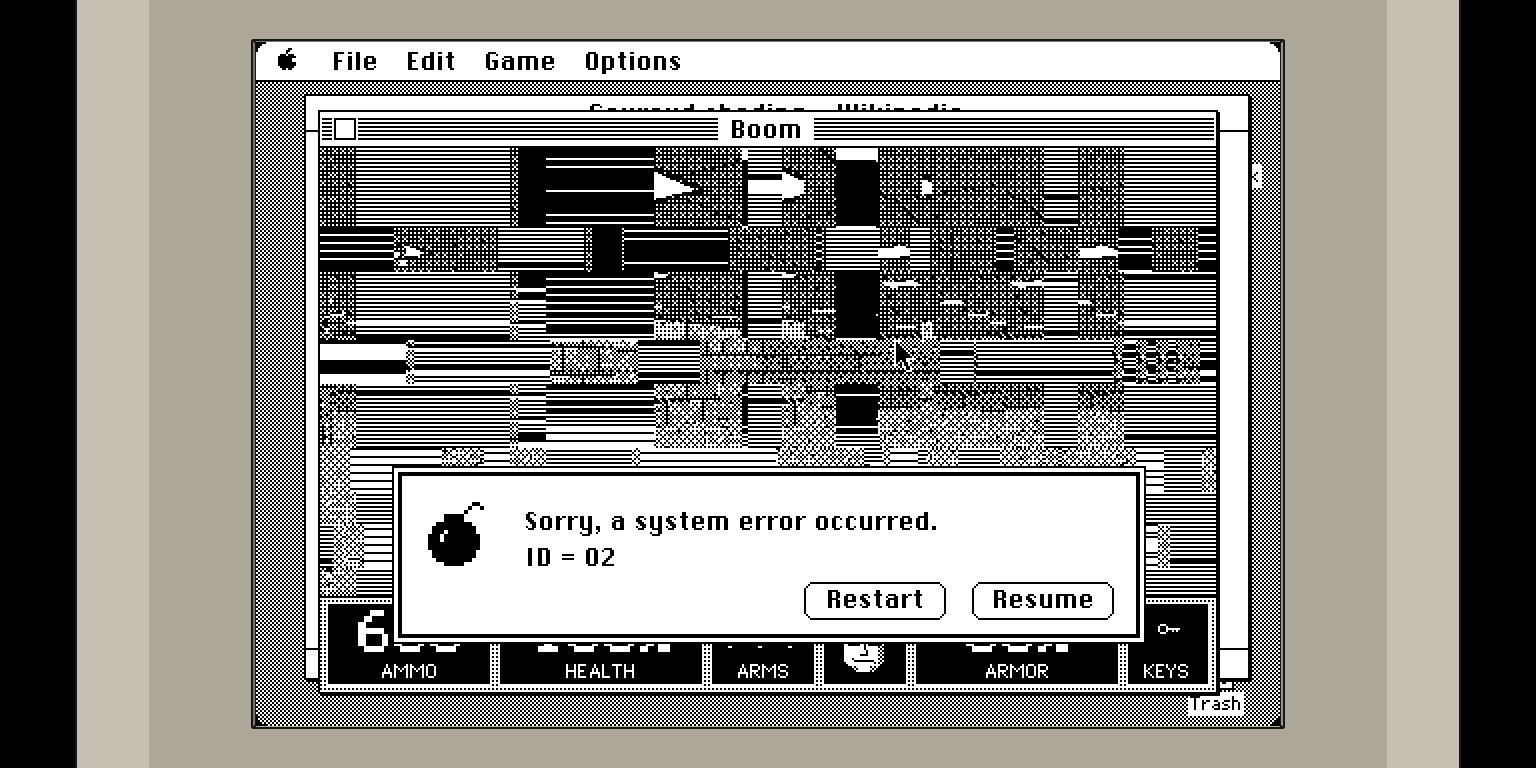 File Edit Game Options
Boom
Sorry, a system error occurred.
ID = 02
Restart Resume
AMMO HEALTH ARMS ARMOR KEYS
Trash